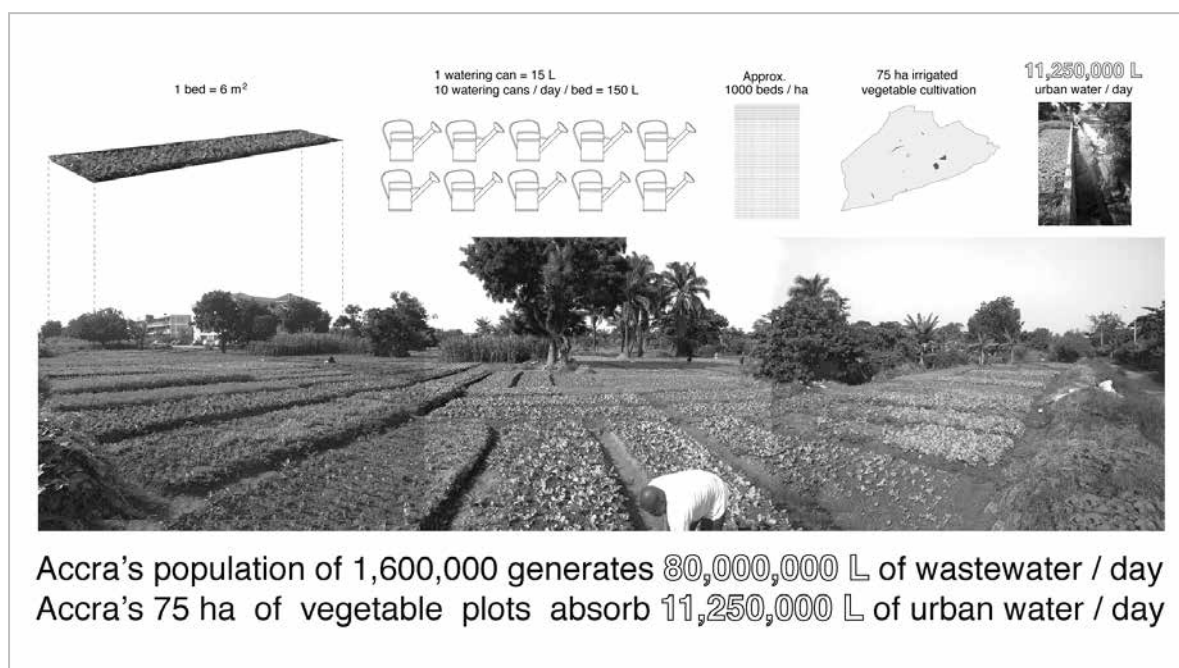 1 bed = 6 m²
1 watering can = 15 L
10 watering cans / day / bed = 150 L
Approx.
1000 beds / ha
75 ha irrigated
vegetable cultivation
11,250,000 L
urban water / day
Accra's population of 1,600,000 generates 80,000,000 L of wastewater / day
Accra's 75 ha of vegetable plots absorb 11,250,000 L of urban water / day